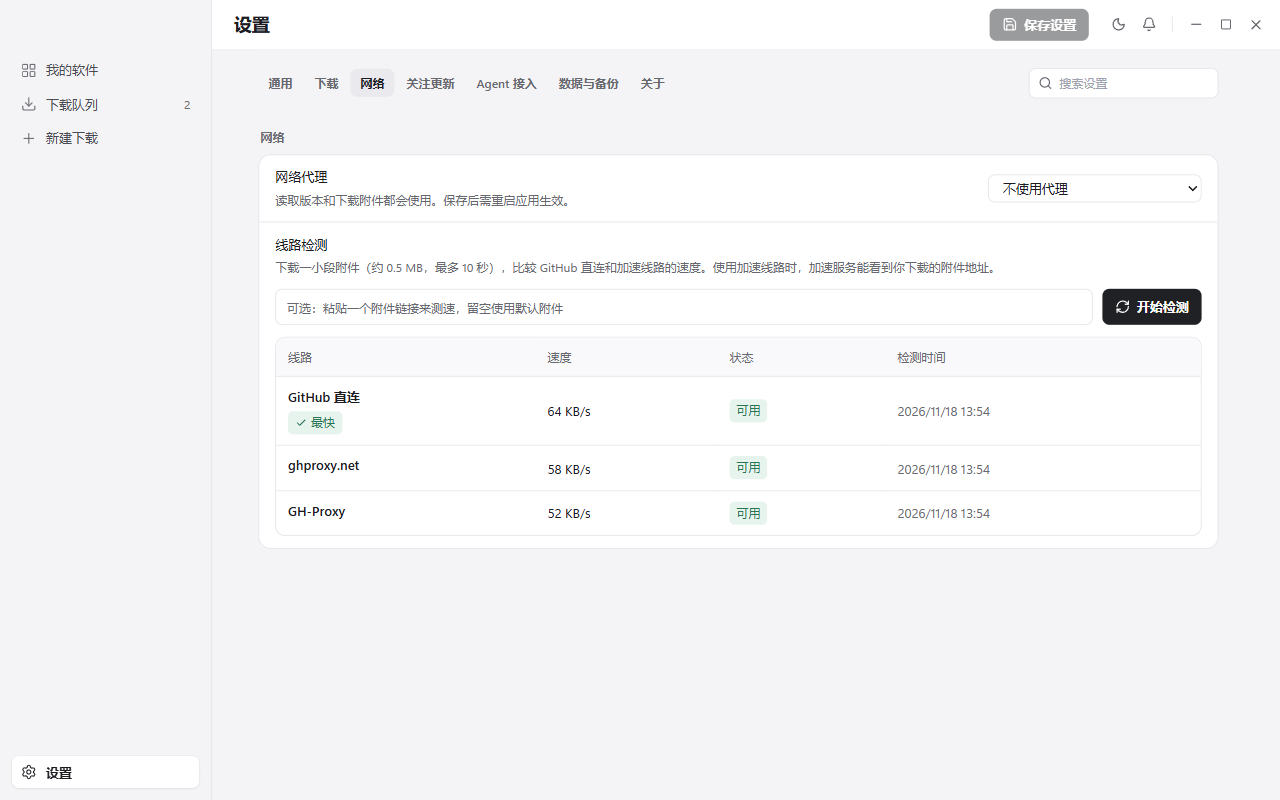 设置
保存设置
我的软件
下载队列 2
新建下载
通用 下载 网络 关注更新 Agent 接入 数据与备份 关于
搜索设置
网络
网络代理
读取版本和下载附件都会使用。保存后需重启应用生效。
不使用代理
线路检测
下载一小段附件（约 0.5 MB，最多 10 秒），比较 GitHub 直连和加速线路的速度。使用加速线路时，加速服务能看到你下载的附件地址。
可选：粘贴一个附件链接来测速，留空使用默认附件
开始检测
线路 速度 状态 检测时间
GitHub 直连
最快
64 KB/s 可用 2026/11/18 13:54
ghproxy.net 58 KB/s 可用 2026/11/18 13:54
GH-Proxy 52 KB/s 可用 2026/11/18 13:54
设置